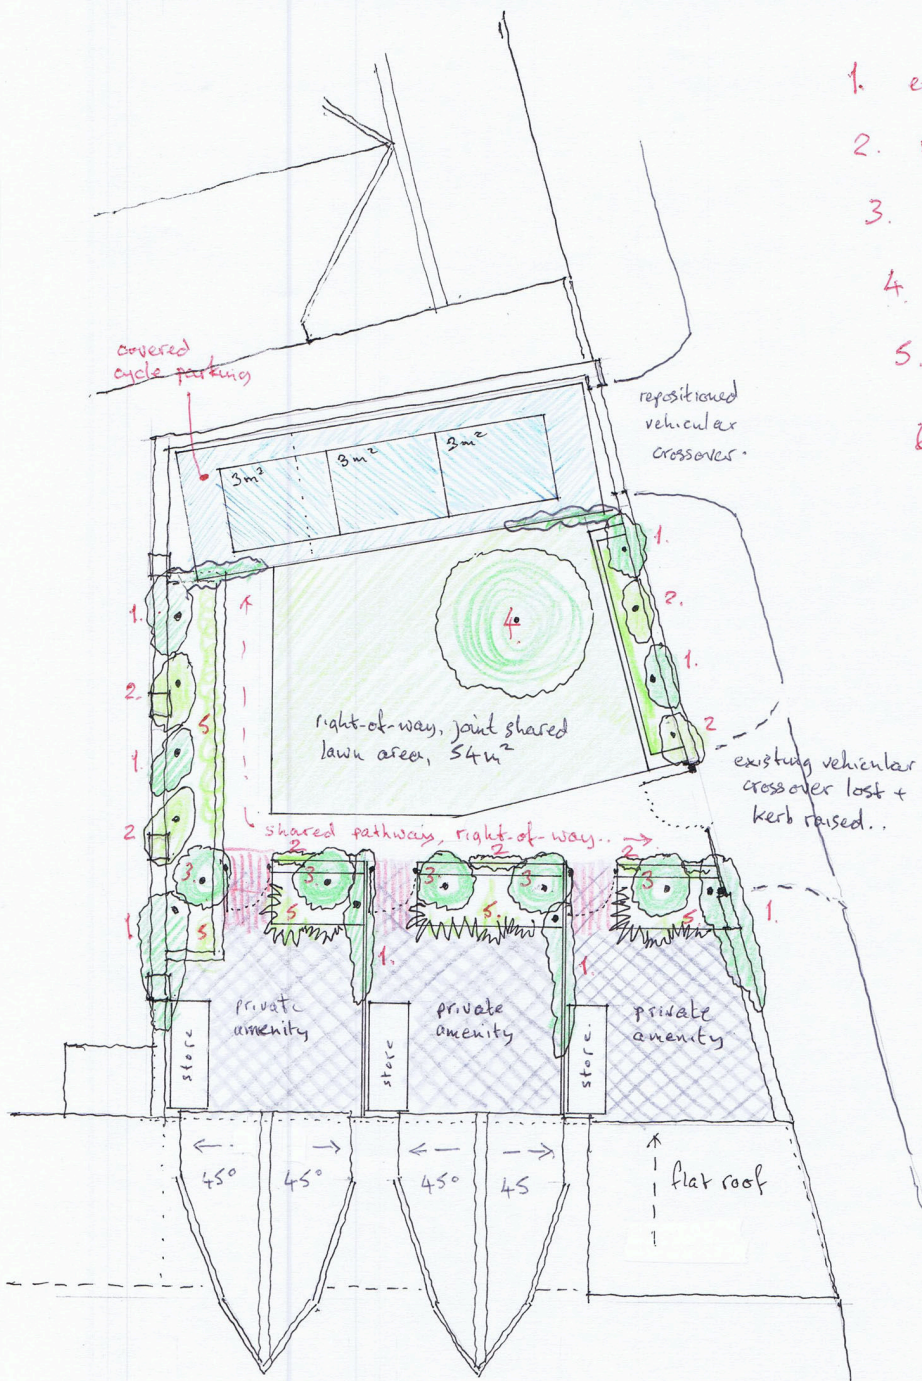 1. e
2.
3.
4
5.
6
covered
cycle parking
repositioned
vehicular
crossover.
3m²
3m²
3m²
1.
2.
1.
2
1.
2.
1.
2
1
5
4.
right-of-way, joint shared
lawn area, 54m²
existing vehicular
crossover lost +
kerb raised..
shared pathway, right-of-way..
2
2
2
3.
3.
3.
3.
3
5
5.
5.
5
1.
1.
1.
private
amenity
private
amenity
private
amenity
store
store
store.
45°
45°
45°
45
flat roof